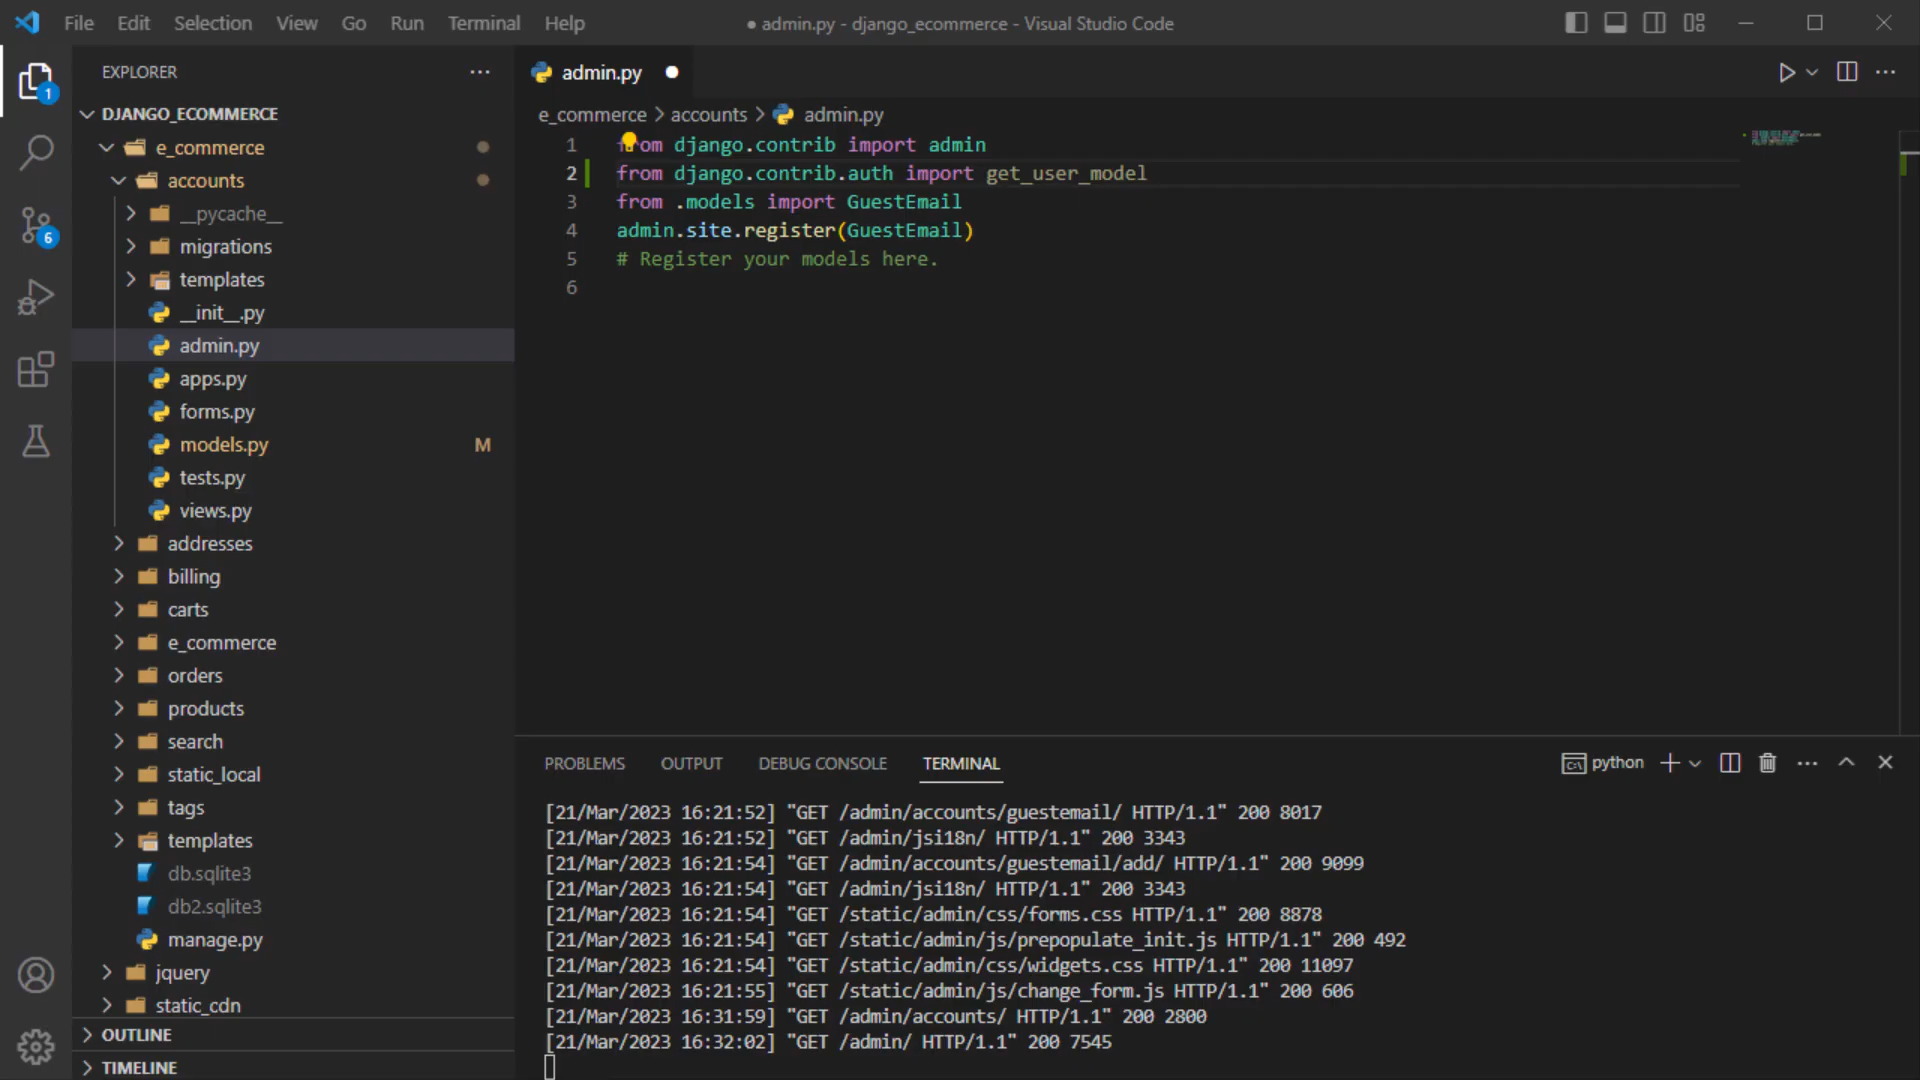 File Edit Selection View Go Run Terminal Help
● admin.py - django_ecommerce - Visual Studio Code
EXPLORER
DJANGO_ECOMMERCE
e_commerce
accounts
__pycache__
migrations
templates
__init__.py
admin.py
apps.py
forms.py
models.py M
tests.py
views.py
addresses
billing
carts
e_commerce
orders
products
search
static_local
tags
templates
db.sqlite3
db2.sqlite3
manage.py
jquery
static_cdn
OUTLINE
TIMELINE
1
6
admin.py
e_commerce > accounts > admin.py
1 from django.contrib import admin
2 from django.contrib.auth import get_user_model
3 from .models import GuestEmail
4 admin.site.register(GuestEmail)
5 # Register your models here.
6
PROBLEMS OUTPUT DEBUG CONSOLE TERMINAL
python
[21/Mar/2023 16:21:52] "GET /admin/accounts/guestemail/ HTTP/1.1" 200 8017
[21/Mar/2023 16:21:52] "GET /admin/jsi18n/ HTTP/1.1" 200 3343
[21/Mar/2023 16:21:54] "GET /admin/accounts/guestemail/add/ HTTP/1.1" 200 9099
[21/Mar/2023 16:21:54] "GET /admin/jsi18n/ HTTP/1.1" 200 3343
[21/Mar/2023 16:21:54] "GET /static/admin/css/forms.css HTTP/1.1" 200 8878
[21/Mar/2023 16:21:54] "GET /static/admin/js/prepopulate_init.js HTTP/1.1" 200 492
[21/Mar/2023 16:21:54] "GET /static/admin/css/widgets.css HTTP/1.1" 200 11097
[21/Mar/2023 16:21:55] "GET /static/admin/js/change_form.js HTTP/1.1" 200 606
[21/Mar/2023 16:31:59] "GET /admin/accounts/ HTTP/1.1" 200 2800
[21/Mar/2023 16:32:02] "GET /admin/ HTTP/1.1" 200 7545